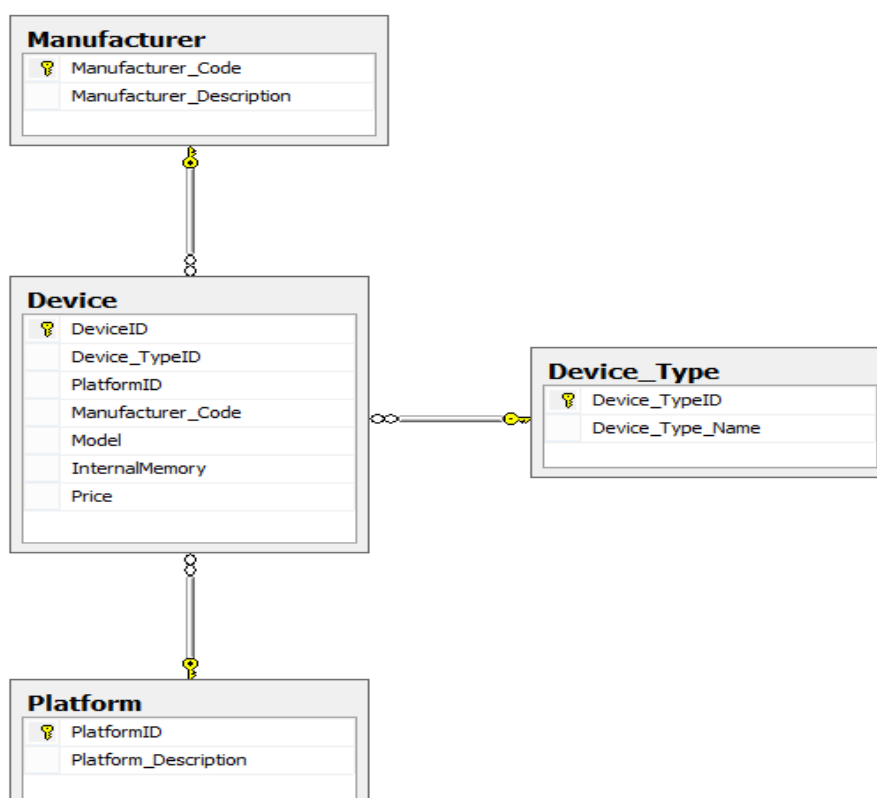 Manufacturer
Manufacturer_Code
Manufacturer_Description
Device
DeviceID
Device_TypeID
PlatformID
Manufacturer_Code
Model
InternalMemory
Price
Device_Type
Device_TypeID
Device_Type_Name
Platform
PlatformID
Platform_Description